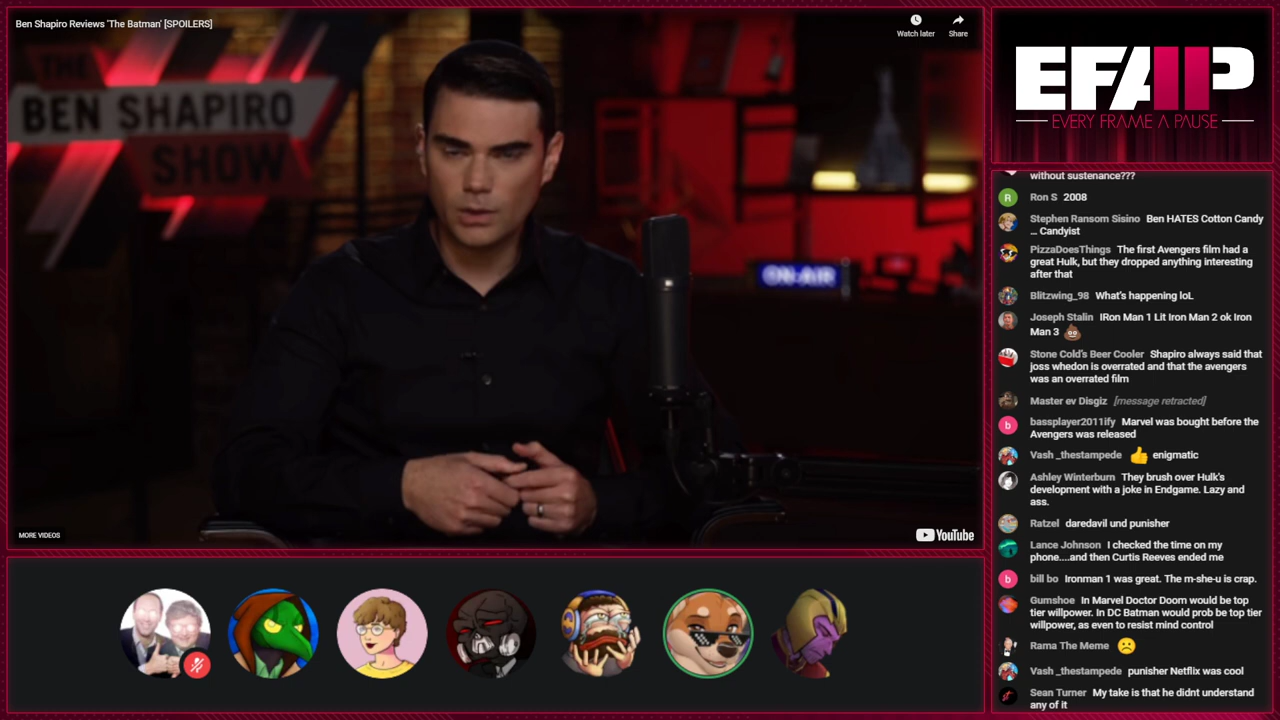 Ben Shapiro Reviews 'The Batman' [SPOILERS]
Watch later
Share
THE
BEN SHAPIRO
SHOW
ON-AIR
MORE VIDEOS
YouTube
EFAP
EVERY FRAME A PAUSE
without sustenance???
R
Ron S 2008
Stephen Ransom Sisino Ben HATES Cotton Candy
... Candyist
PizzaDoesThings The first Avengers film had a
great Hulk, but they dropped anything interesting
after that
Blitzwing_98 What's happening loL
Joseph Stalin IRon Man 1 Lit Iron Man 2 ok Iron
Man 3 💩
Stone Cold's Beer Cooler Shapiro always said that
joss whedon is overrated and that the avengers
was an overrated film
Master ev Disgiz [message retracted]
b
bassplayer2011ify Marvel was bought before the
Avengers was released
Vash _thestampede 👍 enigmatic
Ashley Winterburn They brush over Hulk's
development with a joke in Endgame. Lazy and
ass.
Ratzel daredavil und punisher
Lance Johnson I checked the time on my
phone....and then Curtis Reeves ended me
b
bill bo Ironman 1 was great. The m-she-u is crap.
Gumshoe In Marvel Doctor Doom would be top
tier willpower. In DC Batman would prob be top tier
willpower, as even to resist mind control
Rama The Meme 🙁
Vash _thestampede punisher Netflix was cool
Sean Turner My take is that he didnt understand
any of it